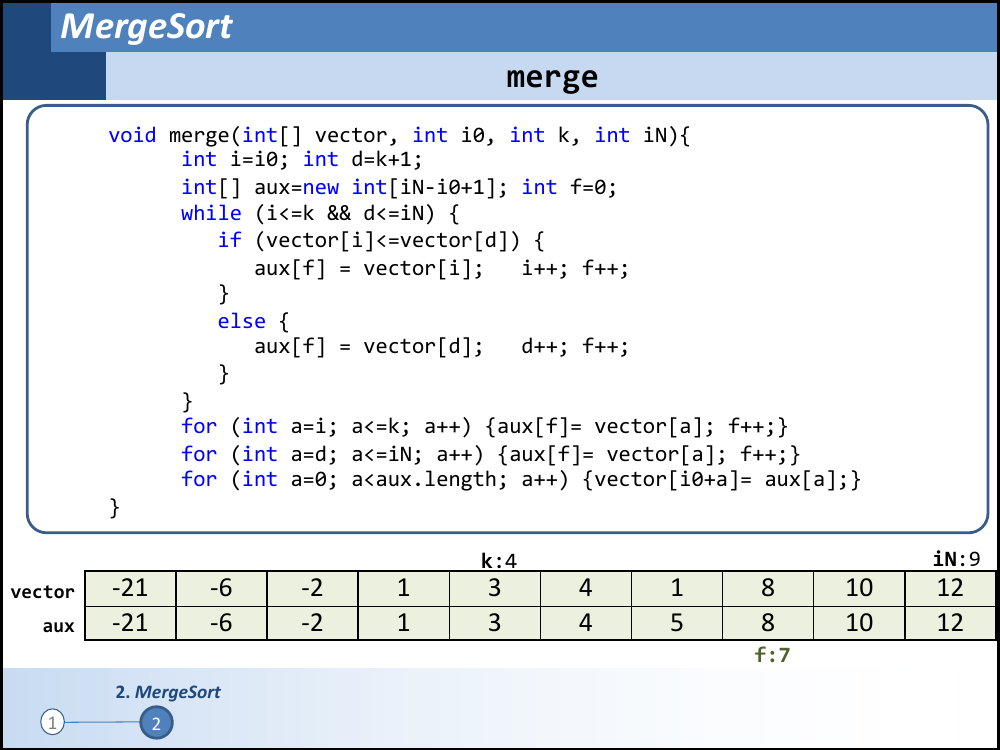 MergeSort
merge
void merge(int[] vector, int i0, int k, int iN){
int i=i0; int d=k+1;
int[] aux=new int[iN-i0+1]; int f=0;
while (i<=k && d<=iN) {
if (vector[i]<=vector[d]) {
aux[f] = vector[i]; i++; f++;
}
else {
aux[f] = vector[d]; d++; f++;
}
}
for (int a=i; a<=k; a++) {aux[f]= vector[a]; f++;}
for (int a=d; a<=iN; a++) {aux[f]= vector[a]; f++;}
for (int a=0; a<aux.length; a++) {vector[i0+a]= aux[a];}
}
k:4 iN:9
vector -21 -6 -2 1 3 4 1 8 10 12
aux -21 -6 -2 1 3 4 5 8 10 12
f:7
2. MergeSort
1 2